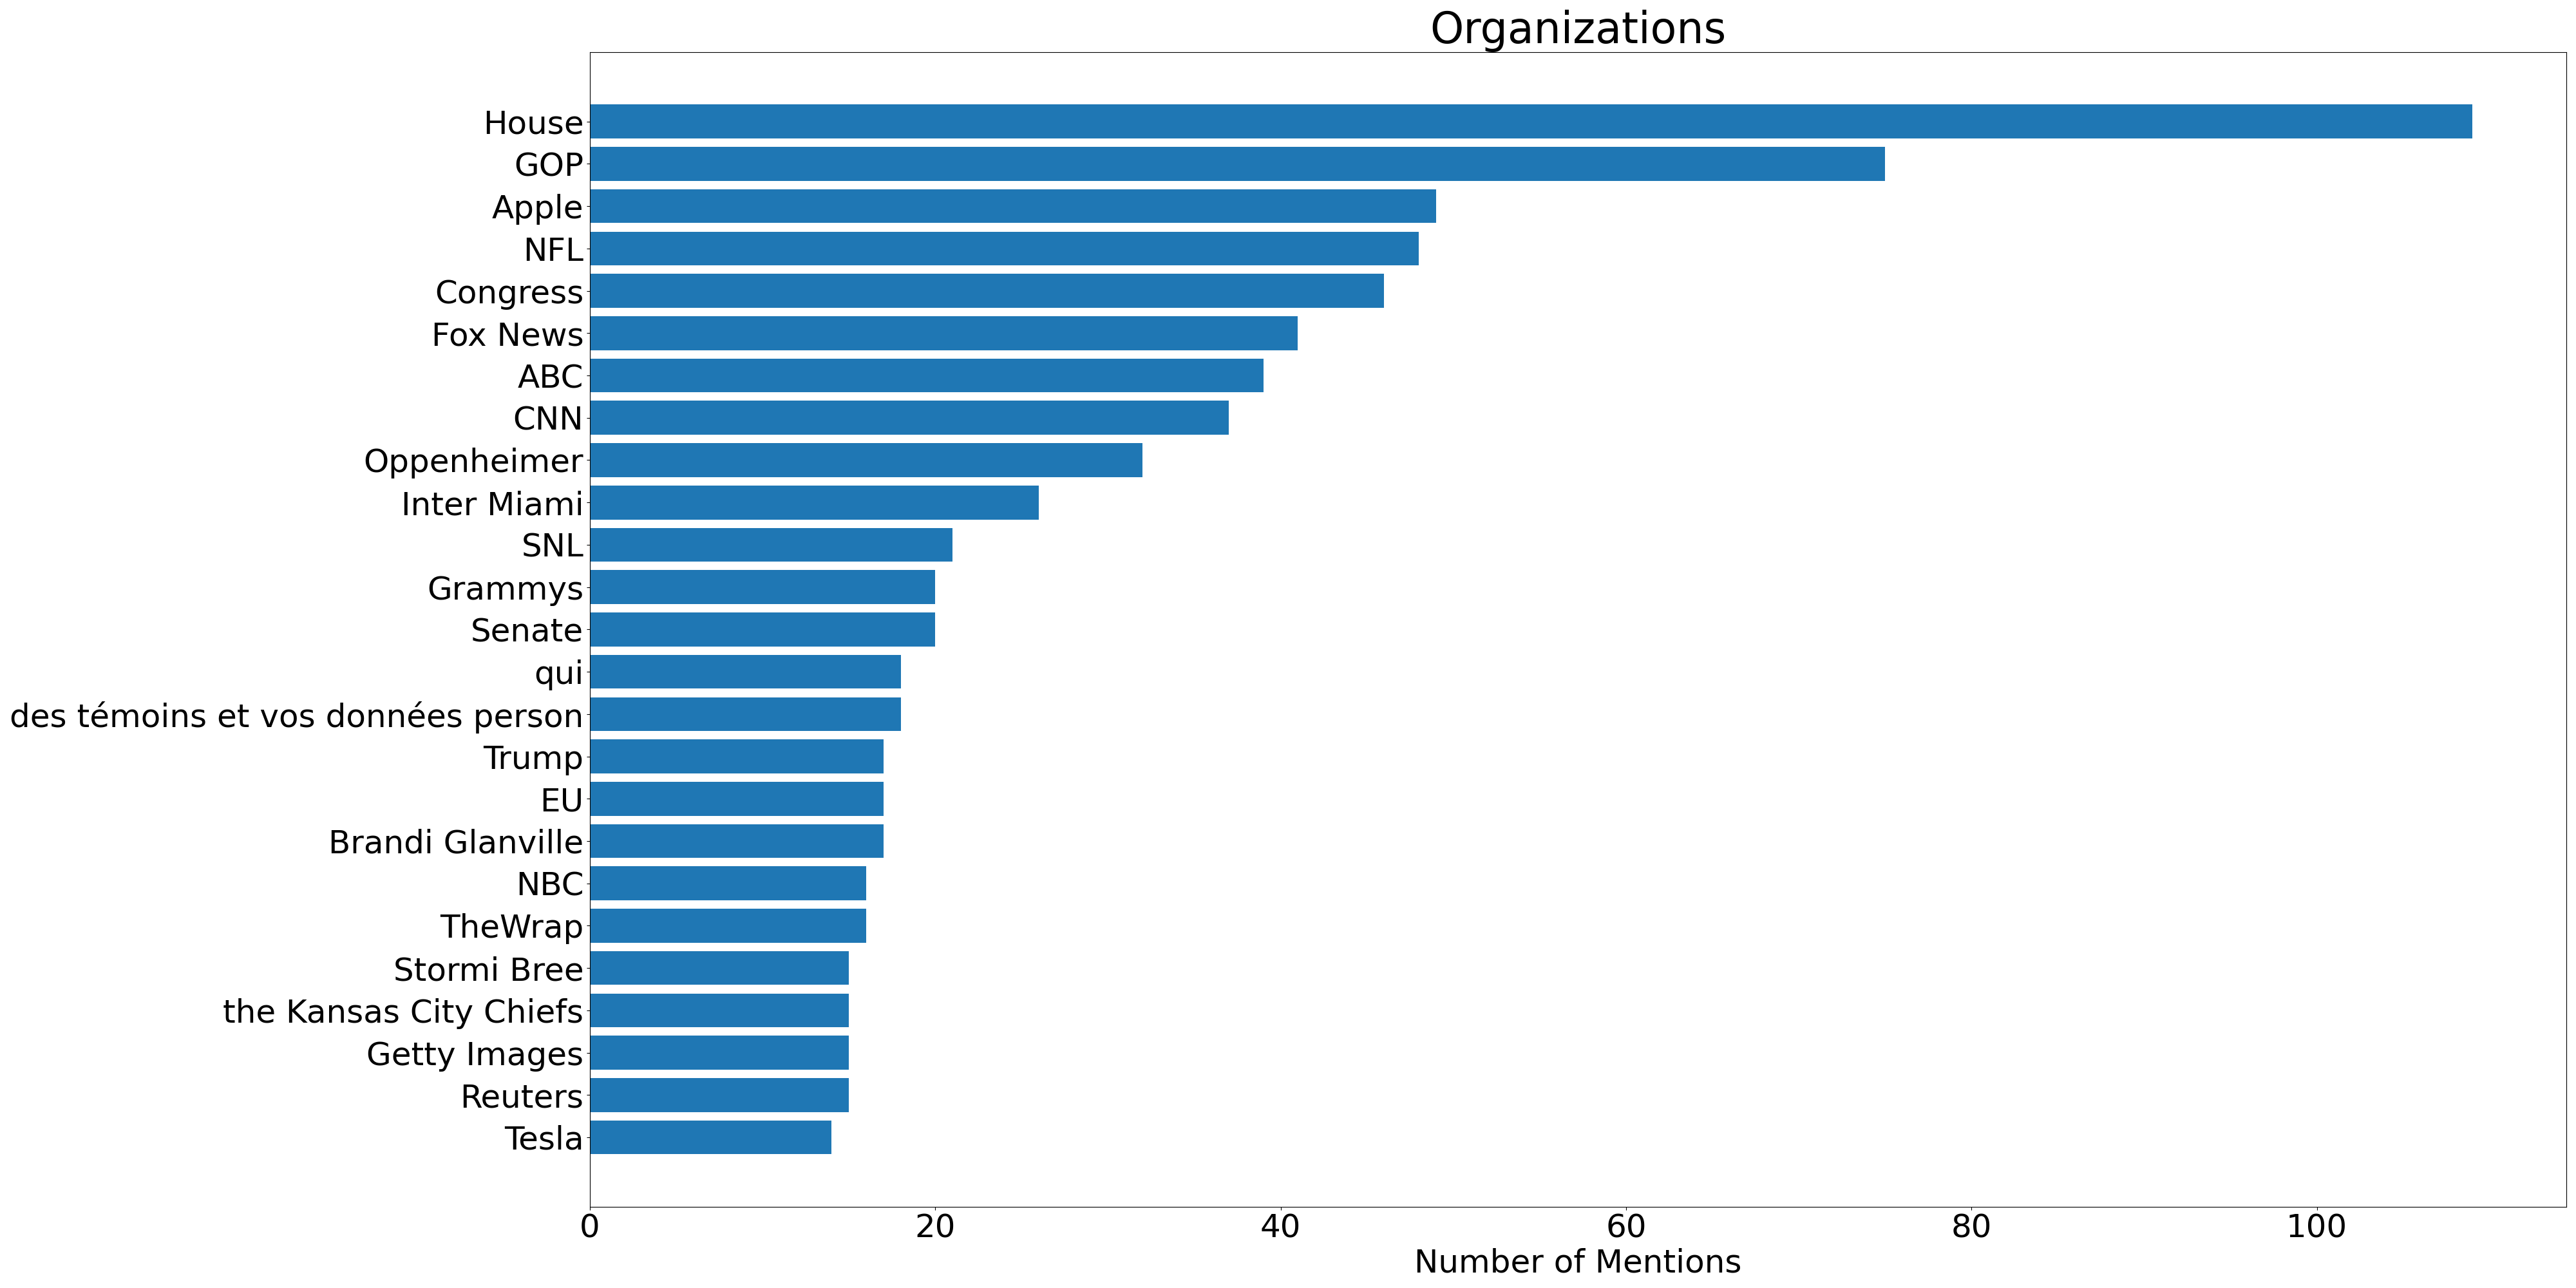 Organizations
House
GOP
Apple
NFL
Congress
Fox News
ABC
CNN
Oppenheimer
Inter Miami
SNL
Grammys
Senate
qui
des témoins et vos données person
Trump
EU
Brandi Glanville
NBC
TheWrap
Stormi Bree
the Kansas City Chiefs
Getty Images
Reuters
Tesla
0 20 40 60 80 100
Number of Mentions